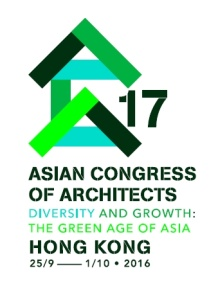 17
ASIAN CONGRESS
OF ARCHITECTS
DIVERSITY AND GROWTH:
THE GREEN AGE OF ASIA
HONG KONG
25/9 — 1/10 • 2016